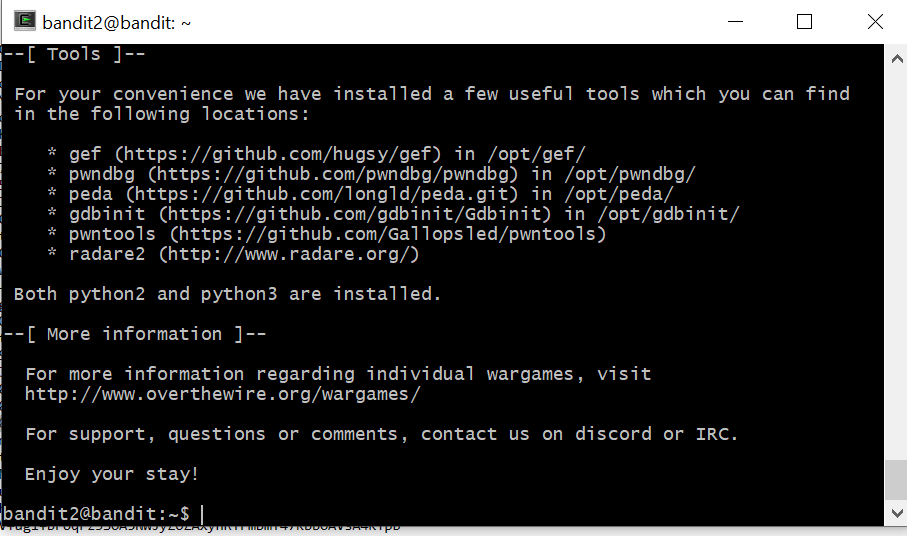 bandit2@bandit: ~
--[ Tools ]--
For your convenience we have installed a few useful tools which you can find
in the following locations:
* gef (https://github.com/hugsy/gef) in /opt/gef/
* pwndbg (https://github.com/pwndbg/pwndbg) in /opt/pwndbg/
* peda (https://github.com/longld/peda.git) in /opt/peda/
* gdbinit (https://github.com/gdbinit/Gdbinit) in /opt/gdbinit/
* pwntools (https://github.com/Gallopsled/pwntools)
* radare2 (http://www.radare.org/)
Both python2 and python3 are installed.
--[ More information ]--
For more information regarding individual wargames, visit
http://www.overthewire.org/wargames/
For support, questions or comments, contact us on discord or IRC.
Enjoy your stay!
bandit2@bandit:~$